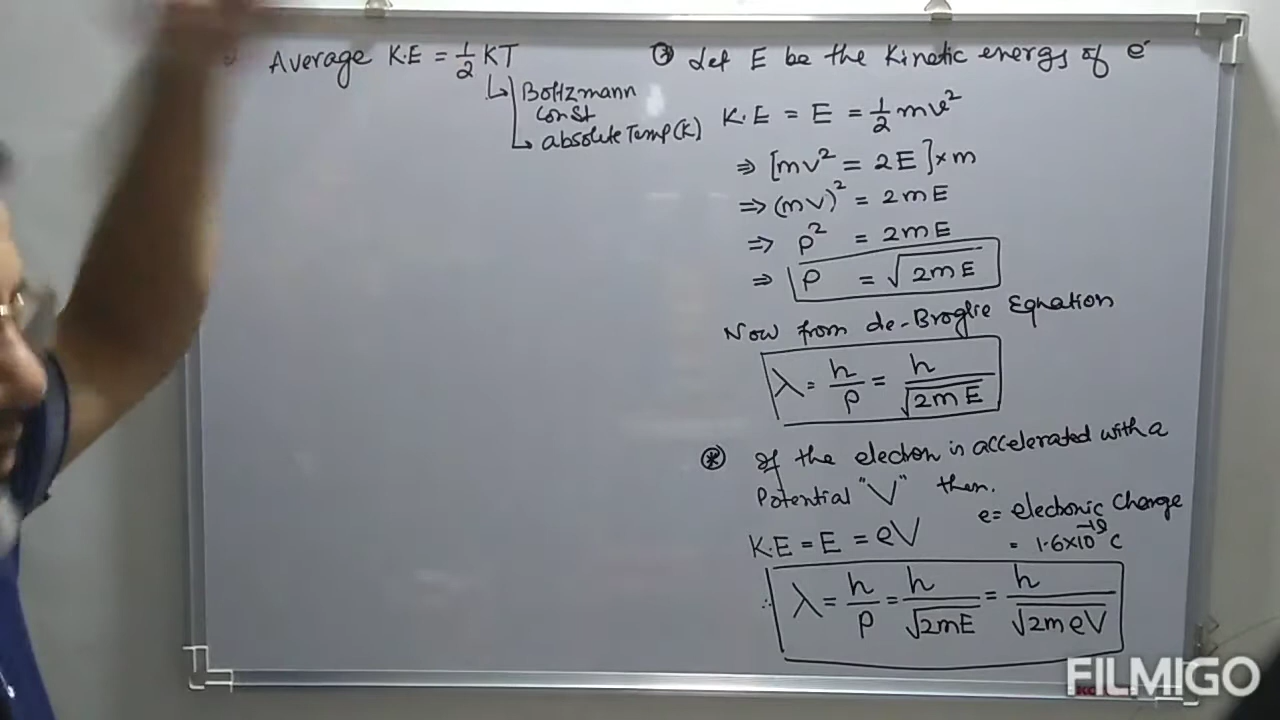 Average K.E = 1/2 KT
↳ Boltzmann
const
↳ absolute Temp (K)
⊛ Let E be the Kinetic energy of e⁻
K.E = E = 1/2 mv²
⇒ [mv² = 2E] × m
⇒ (mv)² = 2mE
⇒ p² = 2mE
⇒ p = √2mE
Now from de-Broglie Equation
λ = h/p = h/√2mE
⊛ If the electron is accelerated with a
Potential "V" then.
e = electronic Charge
= 1.6×10⁻¹⁹ C
K.E = E = eV
∴ λ = h/p = h/√2mE = h/√2meV
FILMIGO